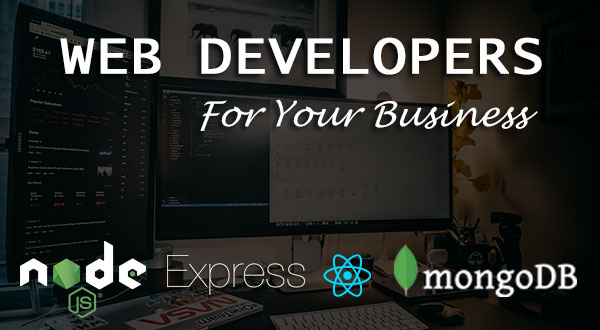 WEB DEVELOPERS
For Your Business
node
JS
Express
mongoDB